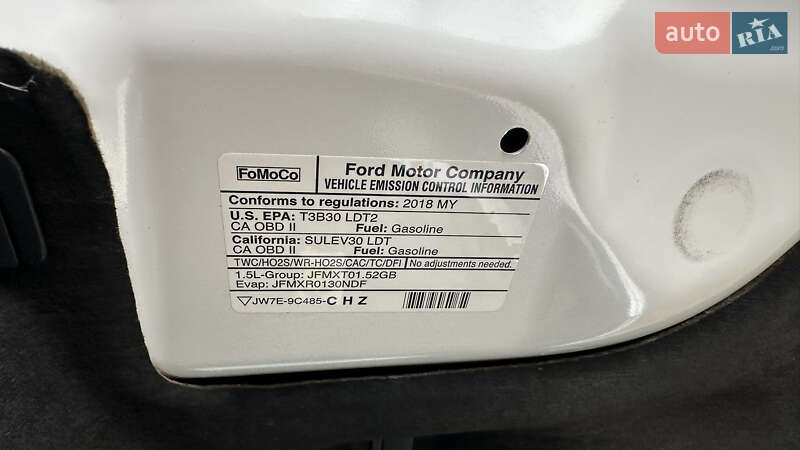 auto RIA .com
FoMoCo
Ford Motor Company
VEHICLE EMISSION CONTROL INFORMATION
Conforms to regulations: 2018 MY
U.S. EPA: T3B30 LDT2
CA OBD II Fuel: Gasoline
California: SULEV30 LDT
CA OBD II Fuel: Gasoline
TWC/HO2S/WR-HO2S/CAC/TC/DFI No adjustments needed.
1.5L-Group: JFMXT01.52GB
Evap: JFMXR0130NDF
JW7E-9C485-C H Z